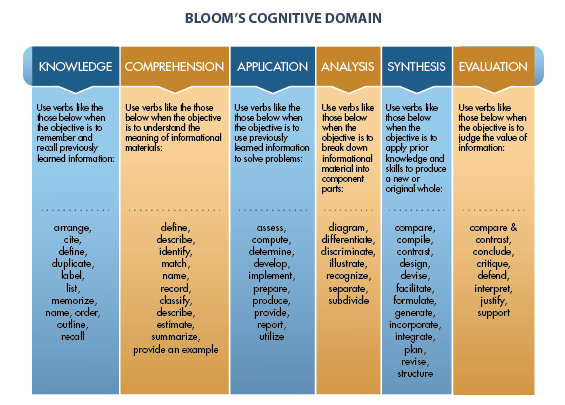 BLOOM'S COGNITIVE DOMAIN
KNOWLEDGE
Use verbs like the
those below when
the objective is to
remember and
recall previously
learned information:
arrange,
cite,
define,
duplicate,
label,
list,
memorize,
name, order,
outline,
recall
COMPREHENSION
Use verbs like the those
below when the objective
is to understand the
meaning of informational
materials:
define,
describe,
identify,
match,
name,
record,
classify,
describe,
estimate,
summarize,
provide an example
APPLICATION
Use verbs like the
those below when
the objective is to
use previously
learned information
to solve problems:
assess,
compute,
determine,
develop,
implement,
prepare,
produce,
provide,
report,
utilize
ANALYSIS
Use verbs like
those below
when the
objective is to
break down
informational
material into
component
parts:
diagram,
differentiate,
discriminate,
illustrate,
recognize,
separate,
subdivide
SYNTHESIS
Use verbs like
those below
when the
objective is to
apply prior
knowledge and
skills to produce
a new or
original whole:
compare,
compile,
contrast,
design,
devise,
facilitate,
formulate,
generate,
incorporate,
integrate,
plan,
revise,
structure
EVALUATION
Use verbs like
those below when
the objective is to
judge the value of
information:
compare &
contrast,
conclude,
critique,
defend,
interpret,
justify,
support